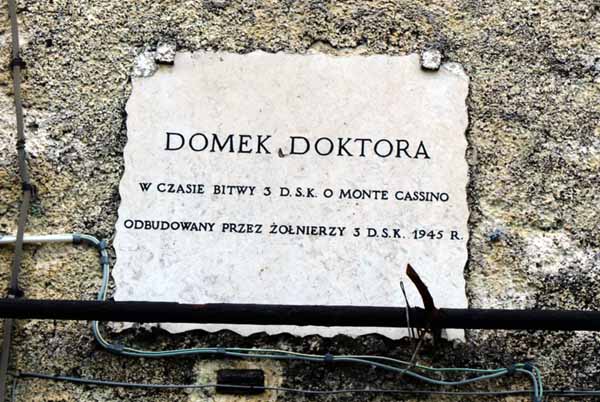 DOMEK DOKTORA
W CZASIE BITWY 3 D.S.K. O MONTE CASSINO
ODBUDOWANY PRZEZ ŻOŁNIERZY 3 D.S.K. 1945 R.